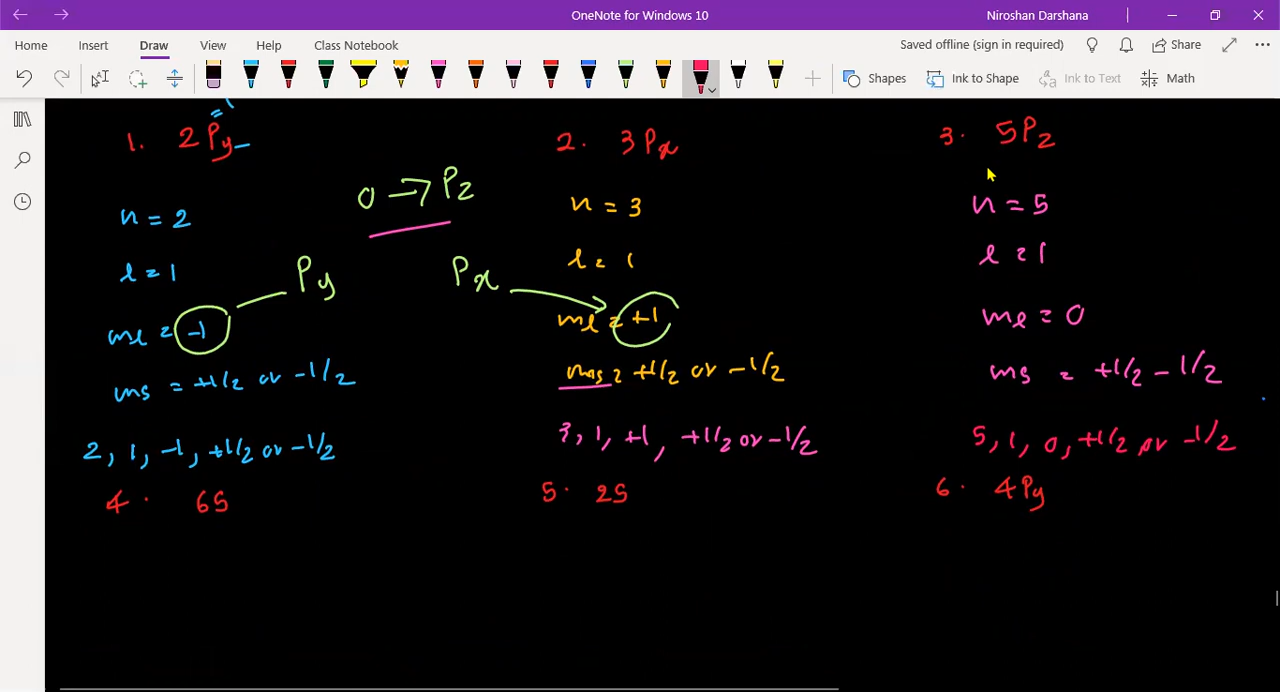 OneNote for Windows 10
Niroshan Darshana
Home Insert Draw View Help Class Notebook
Saved offline (sign in required)
Share
Shapes
Ink to Shape
Ink to Text
Math
1. 2Py
= 1
n = 2
l = 1
ml = -1
ms = +1/2 or -1/2
2, 1, -1, +1/2 or -1/2
0 → Pz
Py
Px
2. 3Px
n = 3
l = 1
ml = +1
ms = +1/2 or -1/2
3, 1, +1, +1/2 or -1/2
3. 5Pz
n = 5
l = 1
ml = 0
ms = +1/2 -1/2
5, 1, 0, +1/2 or -1/2
4. 6S
5. 2S
6. 4Py